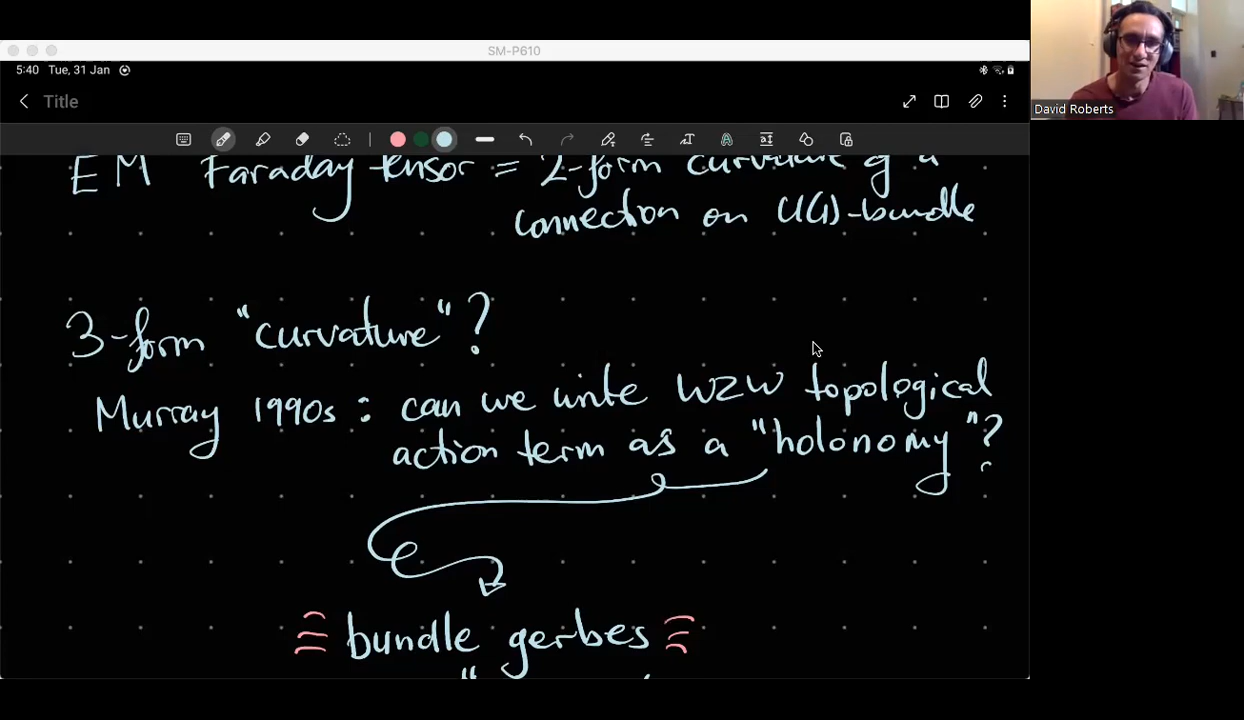 SM-P610
5:40 Tue, 31 Jan
Title
David Roberts
EM Faraday tensor = 2-form curvature of a
connection on U(1)-bundle
3-form "curvature"?
Murray 1990s: can we write WZW topological
action term as a "holonomy"?
bundle gerbes